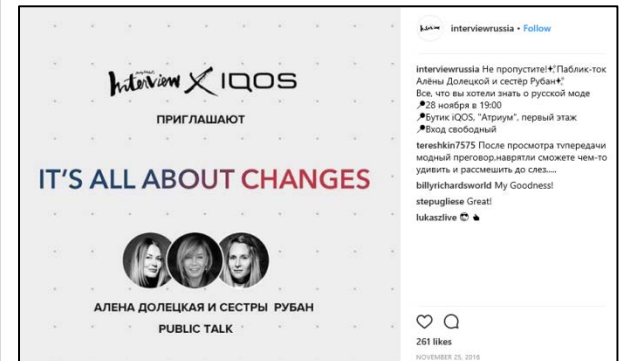 Interview X IQOS
ПРИГЛАШАЮТ
IT'S ALL ABOUT CHANGES
АЛЕНА ДОЛЕЦКАЯ И СЕСТРЫ РУБАН
PUBLIC TALK
interviewrussia • Follow
interviewrussia Не пропустите!✨Паблик-ток
Алёны Долецкой и сестёр Рубан✨
Все, что вы хотели знать о русской моде
📍28 ноября в 19:00
📍Бутик iQOS, "Атриум", первый этаж
📍Вход свободный
tereshkin7575 После просмотра тvпередачи
модный преговор,наврятли сможете чем-то
удивить и рассмешить до слез.....
billyrichardsworld My Goodness!
stepugliese Great!
lukaszlive 😎 👍
261 likes
NOVEMBER 25, 2016